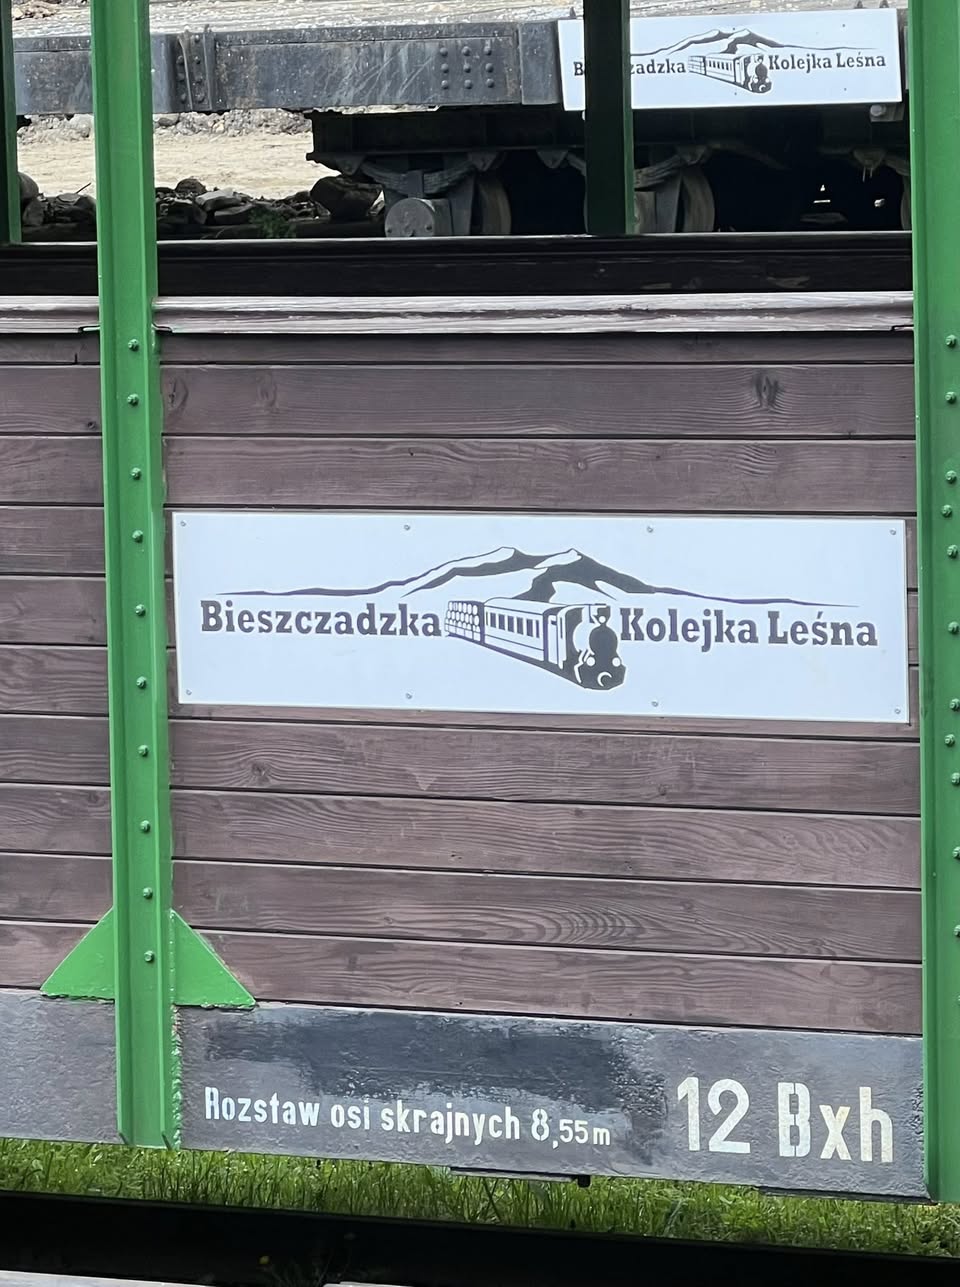 Bieszczadzka Kolejka Leśna
Bieszczadzka Kolejka Leśna
Rozstaw osi skrajnych 8,55m
12 Bxh